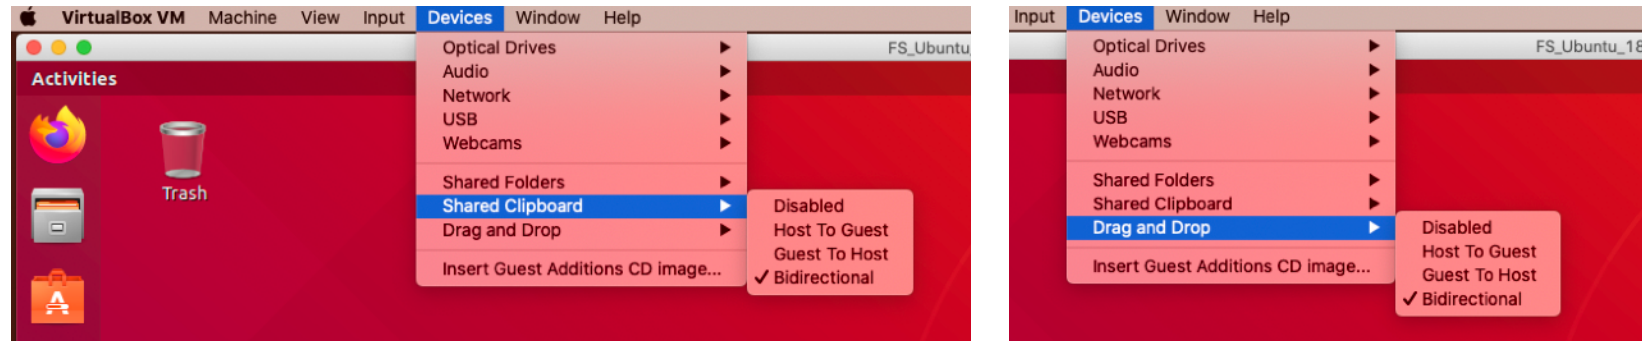 VirtualBox VM Machine View Input Devices Window Help
FS_Ubuntu
Activities
Optical Drives
Audio
Network
USB
Webcams
Shared Folders
Shared Clipboard
Drag and Drop
Insert Guest Additions CD image...
Disabled
Host To Guest
Guest To Host
✓ Bidirectional
Trash
Input Devices Window Help
FS_Ubuntu_18
Optical Drives
Audio
Network
USB
Webcams
Shared Folders
Shared Clipboard
Drag and Drop
Insert Guest Additions CD image...
Disabled
Host To Guest
Guest To Host
✓ Bidirectional